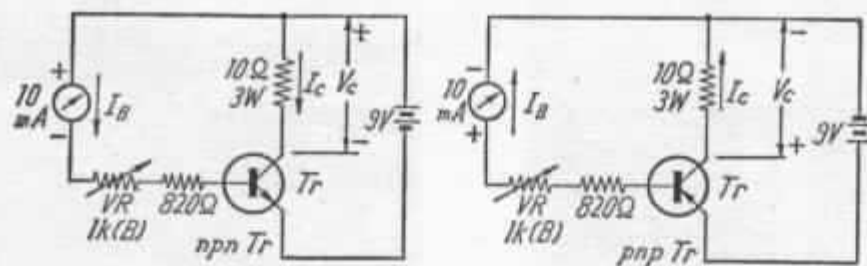 +
10
mA
−
I_B
10Ω
3W
I_C
+
V_C
−
9V
VR
1k(B)
820Ω
Tr
npn Tr
−
10
mA
+
I_B
10Ω
3W
I_C
−
V_C
+
9V
VR
1k(B)
820Ω
Tr
pnp Tr